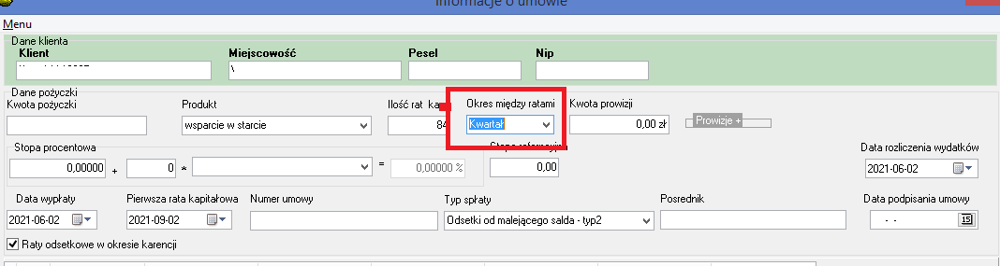 Informacje o umowie
Menu
Dane klienta
Klient Miejscowość Pesel Nip
\
Dane pożyczki
Kwota pożyczki Produkt Ilość rat Okres między ratami Kwota prowizji
wsparcie w starcie 84 Kwartał 0,00 zł Prowizje +
Stopa procentowa Stopa referencyjna Data rozliczenia wydatków
0,00000 + 0 * = 0,00000 % 0,00 2021-06-02
Data wypłaty Pierwsza rata kapitałowa Numer umowy Typ spłaty Posrednik Data podpisania umowy
2021-06-02 2021-09-02 Odsetki od malejącego salda - typ2 - - 15
Raty odsetkowe w okresie karencji